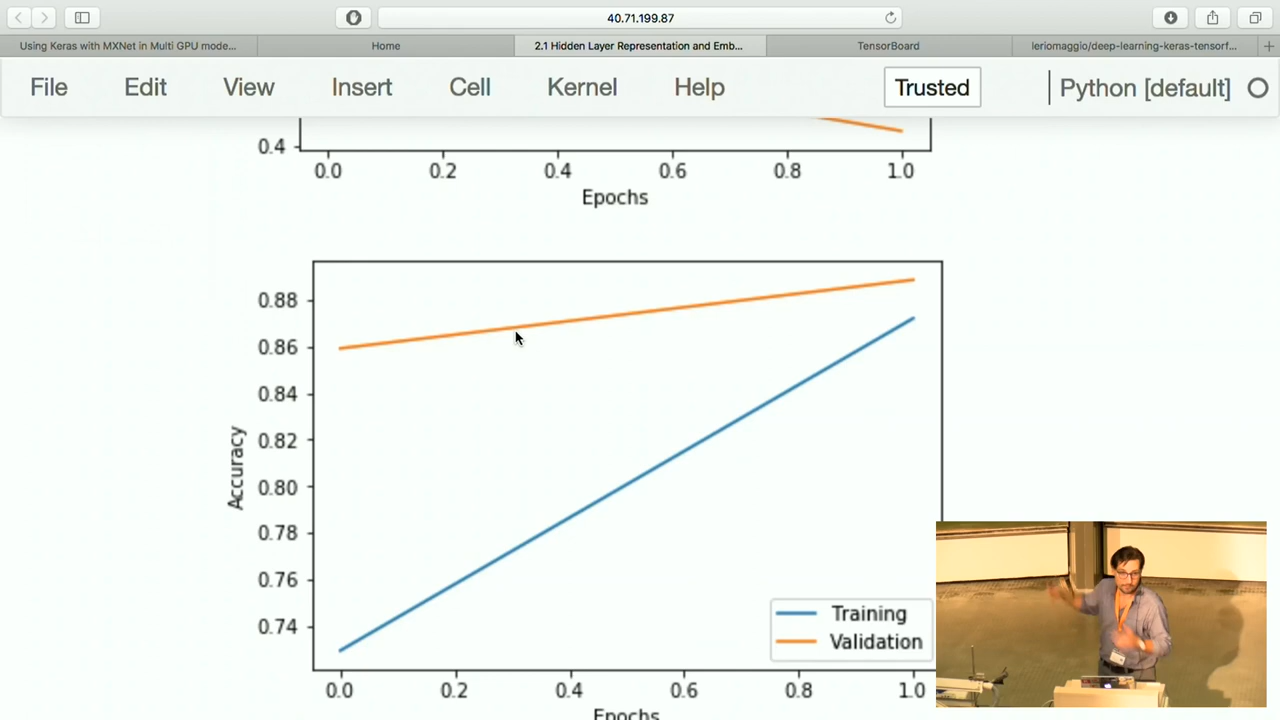 40.71.199.87
Using Keras with MXNet in Multi GPU mode...
Home
2.1 Hidden Layer Representation and Emb...
TensorBoard
leriomaggio/deep-learning-keras-tensorf...
File Edit View Insert Cell Kernel Help Trusted Python [default]
0.4
0.0 0.2 0.4 0.6 0.8 1.0
Epochs
0.88
0.86
0.84
0.82
0.80
0.78
0.76
0.74
Accuracy
Training
Validation
0.0 0.2 0.4 0.6 0.8 1.0
Epochs